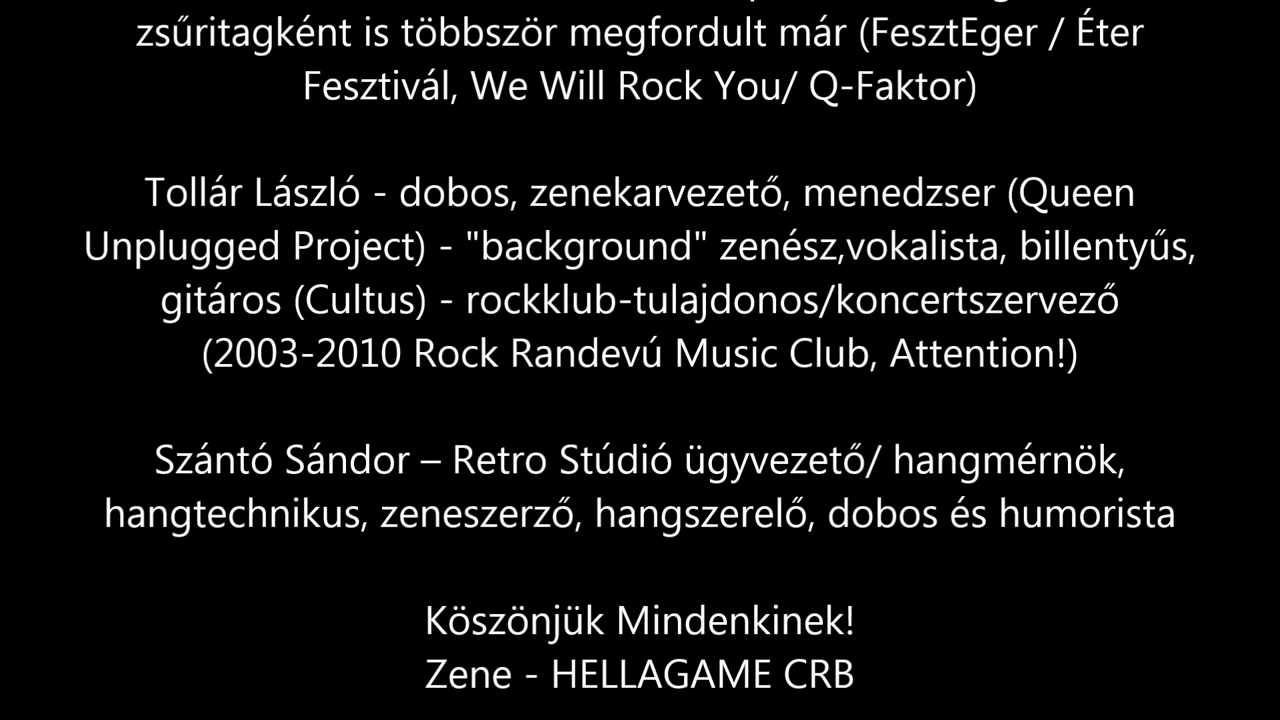 zsűritagként is többször megfordult már (FesztEger / Éter
Fesztivál, We Will Rock You/ Q-Faktor)
Tollár László - dobos, zenekarvezető, menedzser (Queen
Unplugged Project) - "background" zenész,vokalista, billentyűs,
gitáros (Cultus) - rockklub-tulajdonos/koncertszervező
(2003-2010 Rock Randevú Music Club, Attention!)
Szántó Sándor – Retro Stúdió ügyvezető/ hangmérnök,
hangtechnikus, zeneszerző, hangszerelő, dobos és humorista
Köszönjük Mindenkinek!
Zene - HELLAGAME CRB